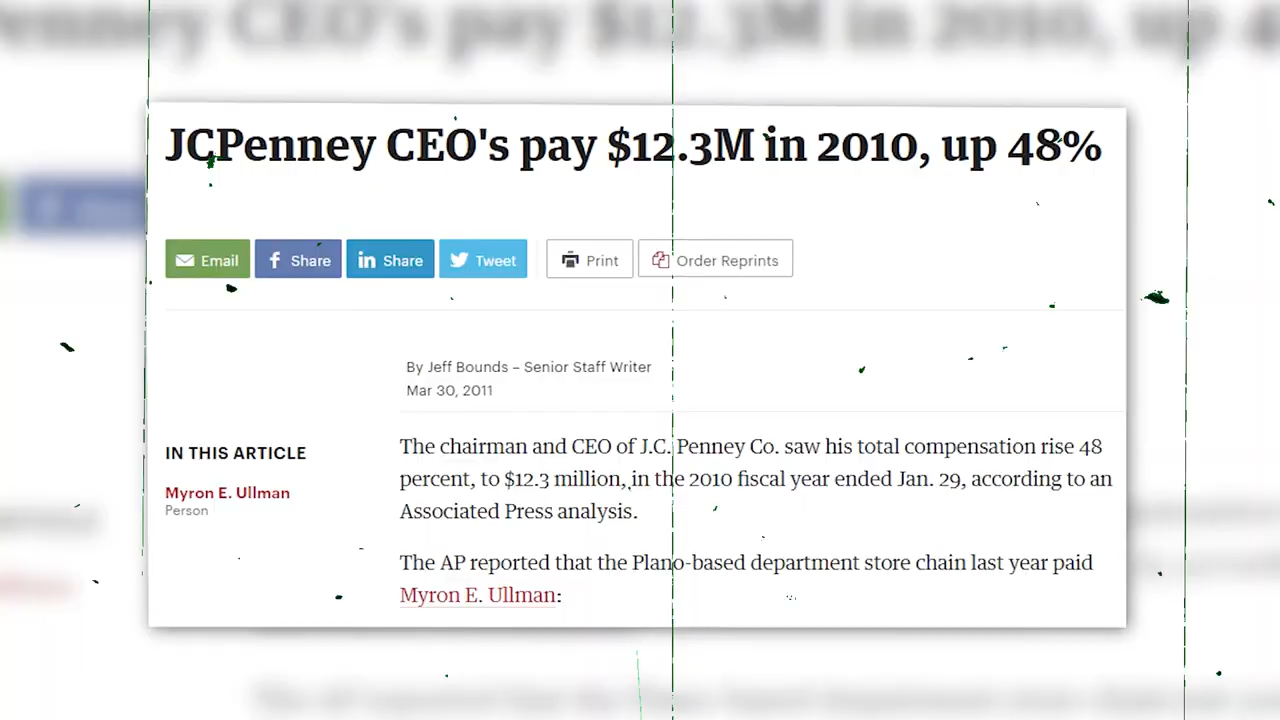 JCPenney CEO's pay $12.3M in 2010, up 48%
Email Share Share Tweet Print Order Reprints
By Jeff Bounds – Senior Staff Writer
Mar 30, 2011
IN THIS ARTICLE
Myron E. Ullman
Person
The chairman and CEO of J.C. Penney Co. saw his total compensation rise 48
percent, to $12.3 million, in the 2010 fiscal year ended Jan. 29, according to an
Associated Press analysis.
The AP reported that the Plano-based department store chain last year paid
Myron E. Ullman: